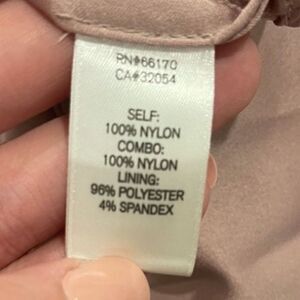 RN#66170
CA#32054
SELF:
100% NYLON
COMBO:
100% NYLON
LINING:
96% POLYESTER
4% SPANDEX